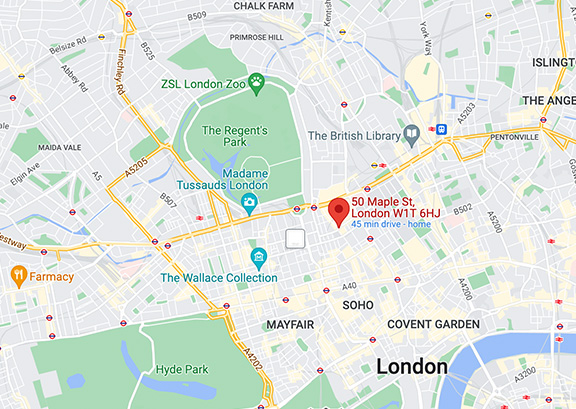 CHALK FARM
B509
PRIMROSE HILL
Kentish
Belsize Rd
B525
York Way
ISLINGT
Abbey Rd
Finchley Rd
ZSL London Zoo
A5203
THE ANGE
The Regent's
Park
The British Library
PENTONVILLE
MAIDA VALE
Elgin Ave
A5205
Madame
Tussauds London
B507
50 Maple St,
London W1T 6HJ
45 min drive - home
B502
Gos
estway
The Wallace Collection
Farmacy
A40
A4200
A4201
SOHO
MAYFAIR
COVENT GARDEN
Hyde Park
A4202
London
A3200